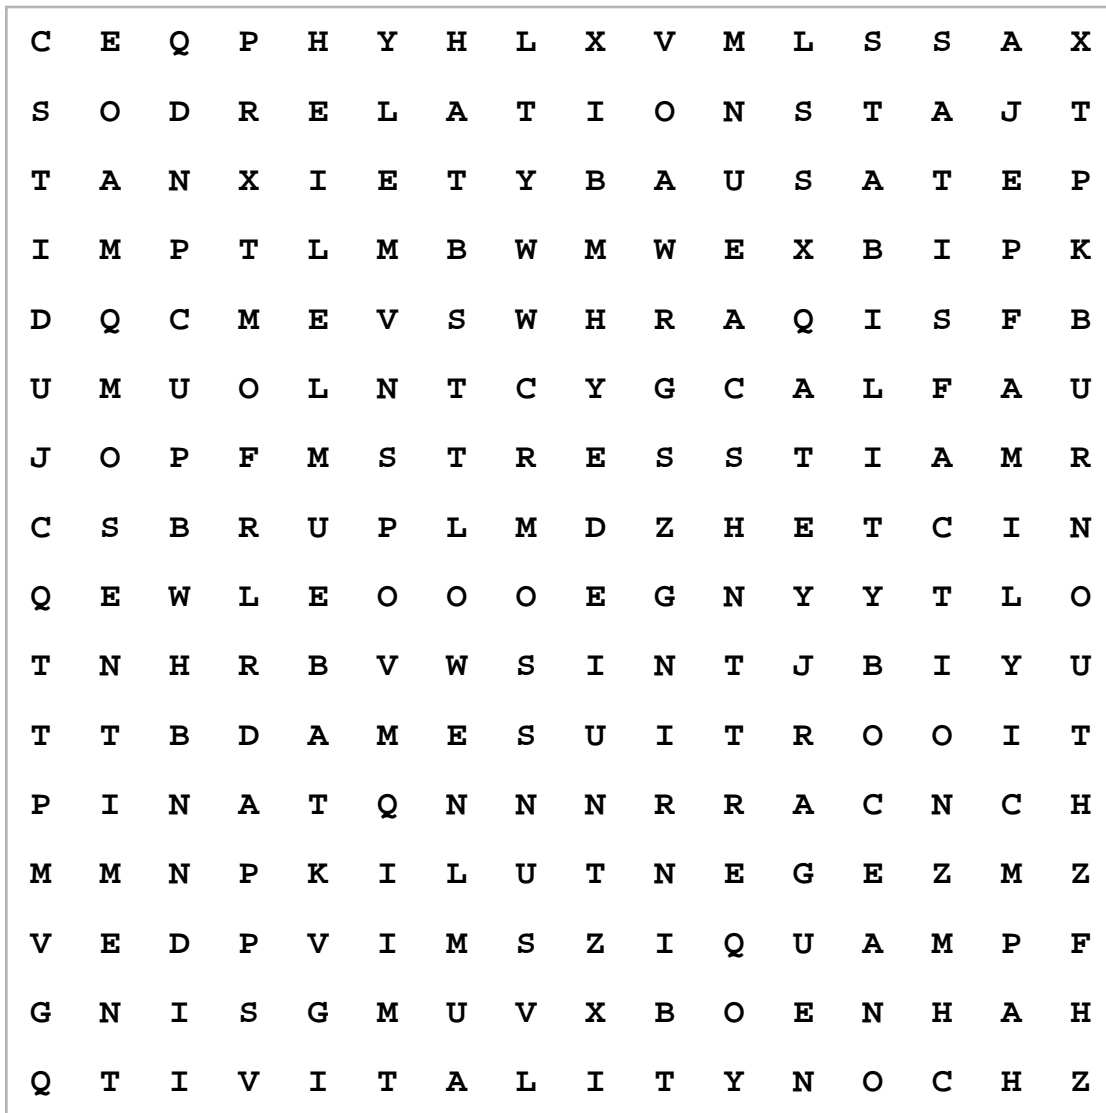 C E Q P H Y H L X V M L S S A X
S O D R E L A T I O N S T A J T
T A N X I E T Y B A U S A T E P
I M P T L M B W M W E X B I P K
D Q C M E V S W H R A Q I S F B
U M U O L N T C Y G C A L F A U
J O P F M S T R E S S T I A M R
C S B R U P L M D Z H E T C I N
Q E W L E O O O E G N Y Y T L O
T N H R B V W S I N T J B I Y U
T T B D A M E S U I T R O O I T
P I N A T Q N N N R R A C N C H
M M N P K I L U T N E G E Z M Z
V E D P V I M S Z I Q U A M P F
G N I S G M U V X B O E N H A H
Q T I V I T A L I T Y N O C H Z